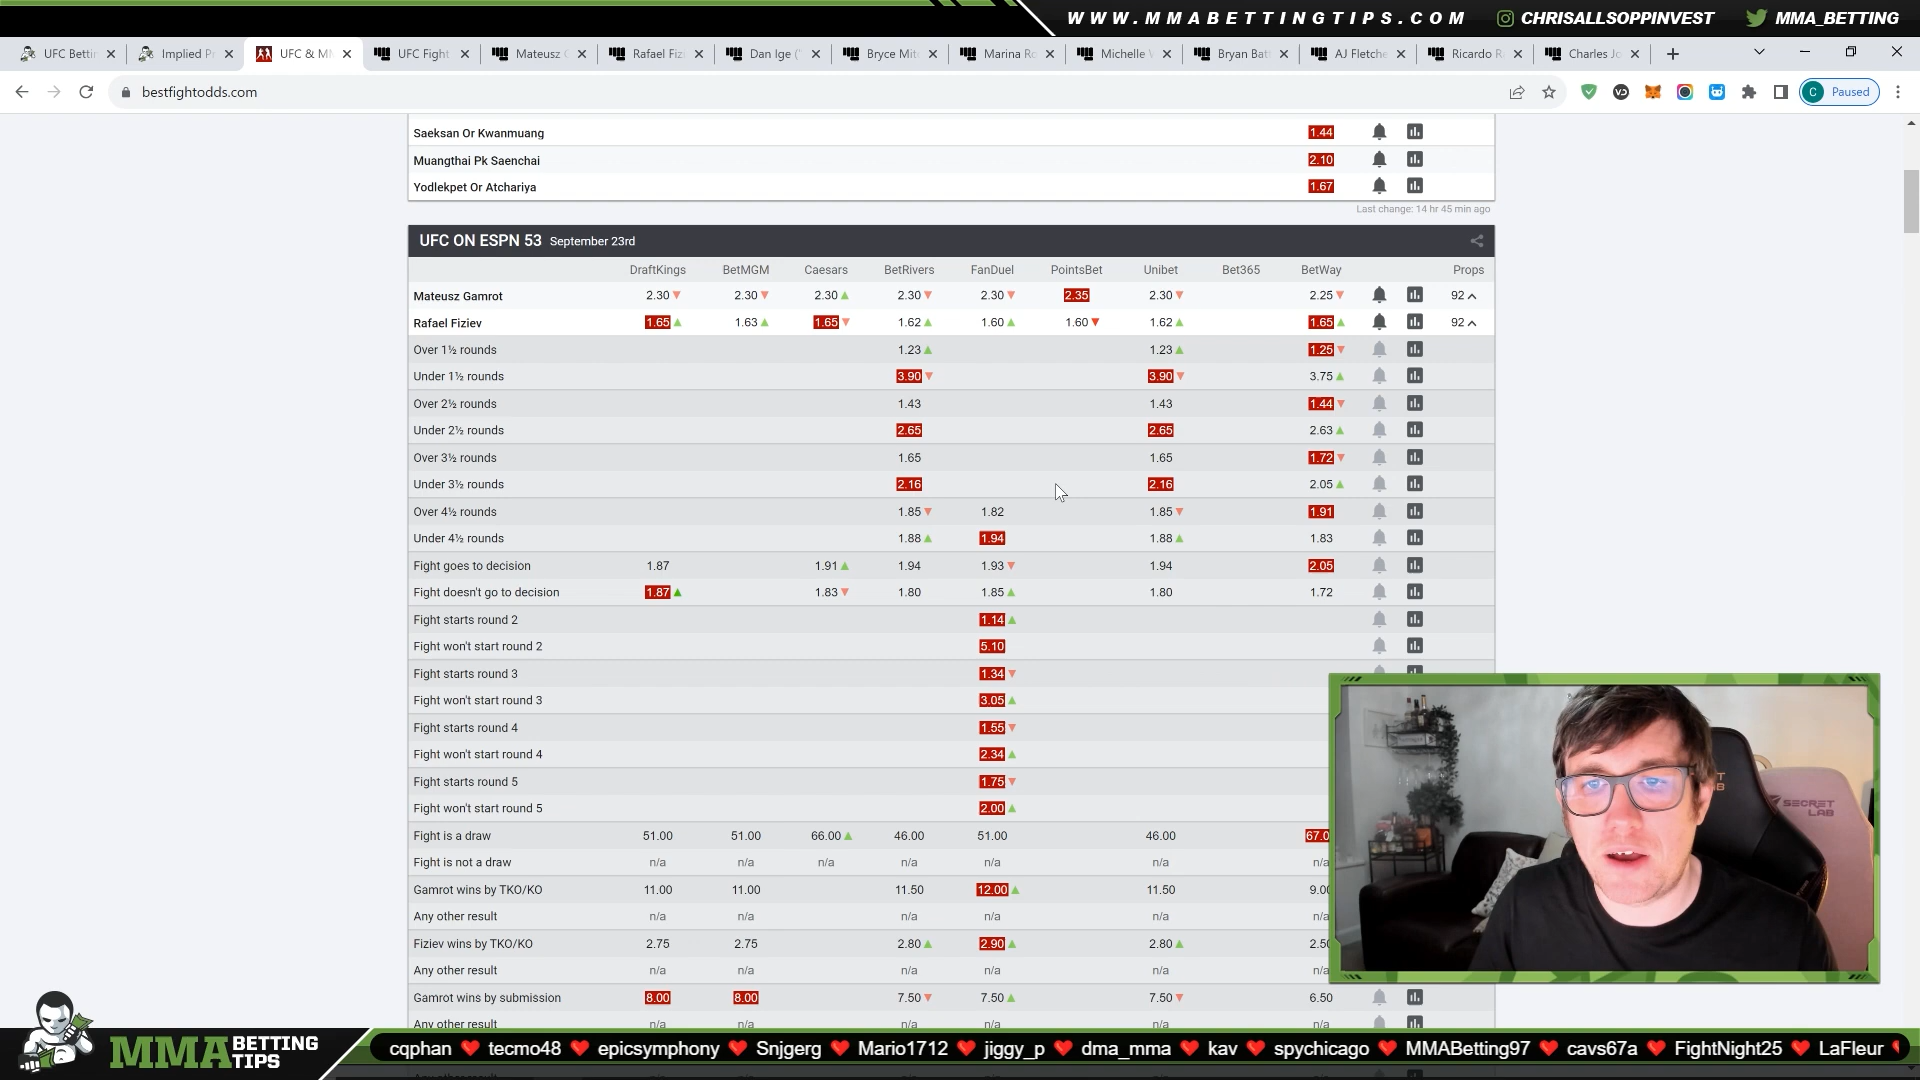 WWW.MMABETTINGTIPS.COM CHRISALLSOPPINVEST MMA_BETTING
UFC Bettin Implied P UFC & M UFC Fight Mateusz Rafael Fiz Dan Ige (" Bryce Mit Marina Ro Michelle Bryan Batt AJ Fletche Ricardo R Charles Jo
bestfightodds.com C Paused
Saeksan Or Kwanmuang 1.44
Muangthai Pk Saenchai 2.10
Yodlekpet Or Atchariya 1.67
Last change: 14 hr 45 min ago
UFC ON ESPN 53 September 23rd
DraftKings BetMGM Caesars BetRivers FanDuel PointsBet Unibet Bet365 BetWay Props
Mateusz Gamrot 2.30▼ 2.30▼ 2.30▲ 2.30▼ 2.30▼ 2.35 2.30▼ 2.25▼ 92
Rafael Fiziev 1.65▲ 1.63▲ 1.65▼ 1.62▲ 1.60▲ 1.60▼ 1.62▲ 1.65▲ 92
Over 1½ rounds 1.23▲ 1.23▲ 1.25▼
Under 1½ rounds 3.90▼ 3.90▼ 3.75▲
Over 2½ rounds 1.43 1.43 1.44▼
Under 2½ rounds 2.65 2.65 2.63▲
Over 3½ rounds 1.65 1.65 1.72▼
Under 3½ rounds 2.16 2.16 2.05▲
Over 4½ rounds 1.85▼ 1.82 1.85▼ 1.91
Under 4½ rounds 1.88▲ 1.94 1.88▲ 1.83
Fight goes to decision 1.87 1.91▲ 1.94 1.93▼ 1.94 2.05
Fight doesn't go to decision 1.87▲ 1.83▼ 1.80 1.85▲ 1.80 1.72
Fight starts round 2 1.14▲
Fight won't start round 2 5.10
Fight starts round 3 1.34▼
Fight won't start round 3 3.05▲
Fight starts round 4 1.55▼
Fight won't start round 4 2.34▲
Fight starts round 5 1.75▼
Fight won't start round 5 2.00▲
Fight is a draw 51.00 51.00 66.00▲ 46.00 51.00 46.00 67.0
Fight is not a draw n/a n/a n/a n/a n/a n/a n/a
Gamrot wins by TKO/KO 11.00 11.00 11.50 12.00▲ 11.50 9.00
Any other result n/a n/a n/a n/a n/a n/a
Fiziev wins by TKO/KO 2.75 2.75 2.80▲ 2.90▲ 2.80▲ 2.50
Any other result n/a n/a n/a n/a n/a n/a
Gamrot wins by submission 8.00 8.00 7.50▼ 7.50▲ 7.50▼ 6.50
Any other result n/a n/a n/a n/a n/a n/a
SECRET LAB
MMA BETTING TIPS
cqphan ❤ tecmo48 ❤ epicsymphony ❤ Snjgerg ❤ Mario1712 ❤ jiggy_p ❤ dma_mma ❤ kav ❤ spychicago ❤ MMABetting97 ❤ cavs67a ❤ FightNight25 ❤ LaFleur